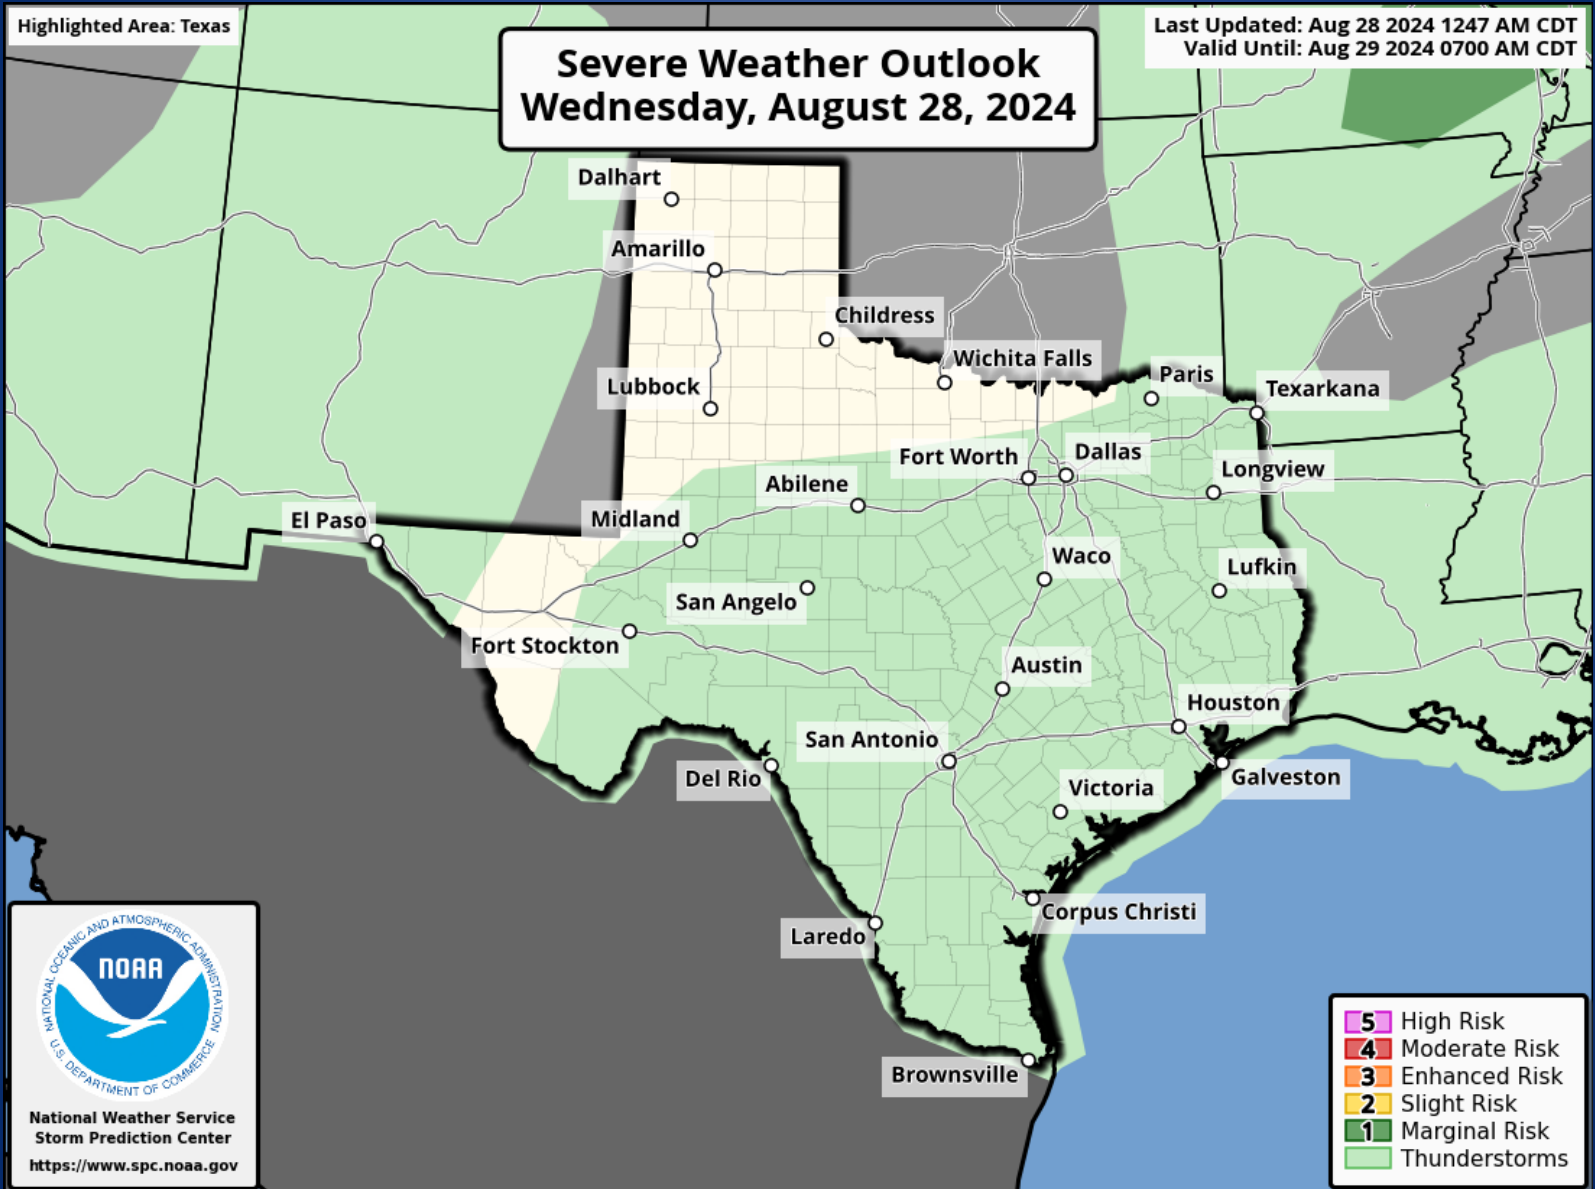 Highlighted Area: Texas
Last Updated: Aug 28 2024 1247 AM CDT
Valid Until: Aug 29 2024 0700 AM CDT
Severe Weather Outlook
Wednesday, August 28, 2024
Dalhart
Amarillo
Childress
Wichita Falls
Paris
Texarkana
Lubbock
Fort Worth
Dallas
Longview
Abilene
El Paso
Midland
Waco
Lufkin
San Angelo
Fort Stockton
Austin
Houston
San Antonio
Del Rio
Galveston
Victoria
Corpus Christi
Laredo
Brownsville
NATIONAL OCEANIC AND ATMOSPHERIC ADMINISTRATION
NOAA
U.S. DEPARTMENT OF COMMERCE
National Weather Service
Storm Prediction Center
https://www.spc.noaa.gov
5 High Risk
4 Moderate Risk
3 Enhanced Risk
2 Slight Risk
1 Marginal Risk
Thunderstorms